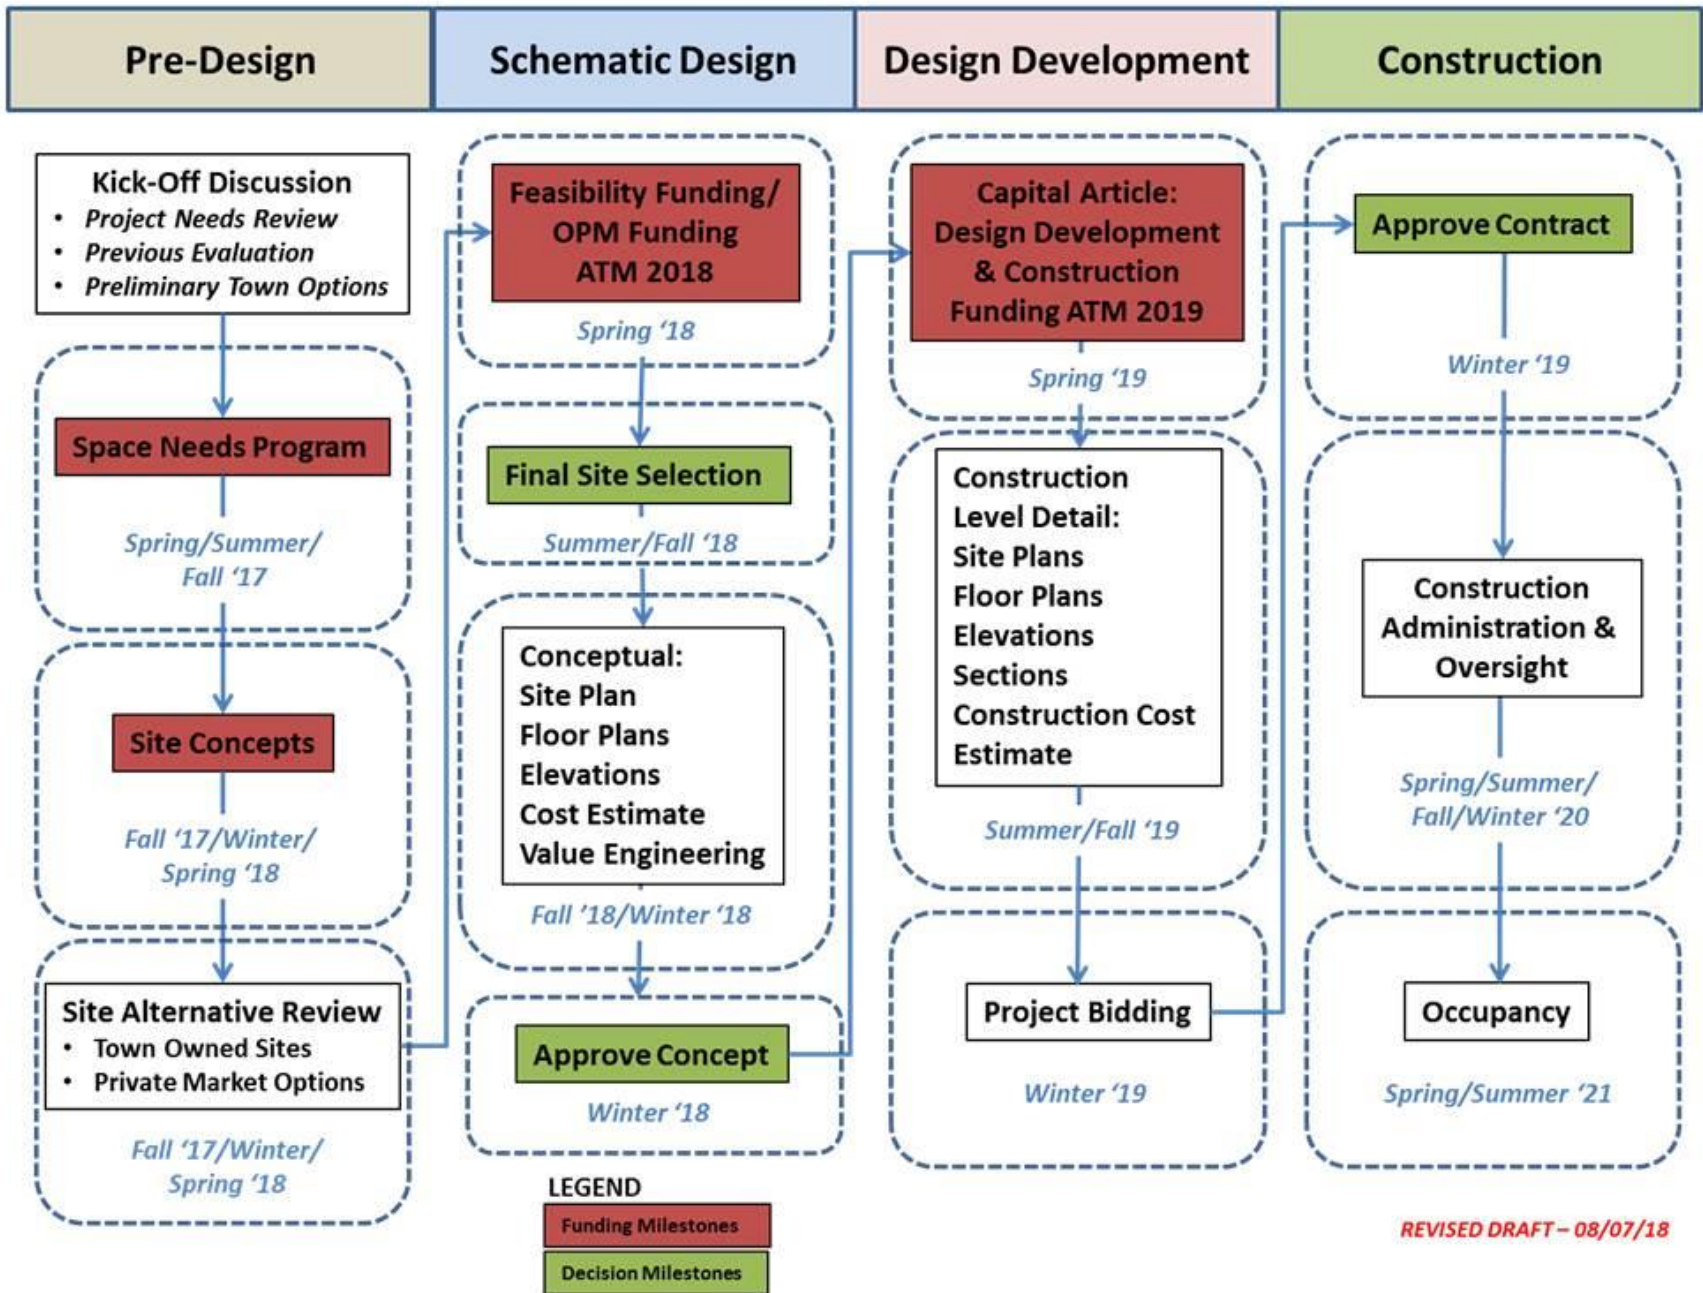 Pre-Design
Schematic Design
Design Development
Construction
Kick-Off Discussion
• Project Needs Review
• Previous Evaluation
• Preliminary Town Options
Space Needs Program
Spring/Summer/
Fall ‘17
Site Concepts
Fall ‘17/Winter/
Spring ‘18
Site Alternative Review
• Town Owned Sites
• Private Market Options
Fall ‘17/Winter/
Spring ‘18
Feasibility Funding/
OPM Funding
ATM 2018
Spring ‘18
Final Site Selection
Summer/Fall ‘18
Conceptual:
Site Plan
Floor Plans
Elevations
Cost Estimate
Value Engineering
Fall ’18/Winter ‘18
Approve Concept
Winter ‘18
Capital Article:
Design Development
& Construction
Funding ATM 2019
Spring ‘19
Construction
Level Detail:
Site Plans
Floor Plans
Elevations
Sections
Construction Cost
Estimate
Summer/Fall ‘19
Project Bidding
Winter ‘19
Approve Contract
Winter ‘19
Construction
Administration &
Oversight
Spring/Summer/
Fall/Winter ‘20
Occupancy
Spring/Summer ‘21
LEGEND
Funding Milestones
Decision Milestones
REVISED DRAFT – 08/07/18